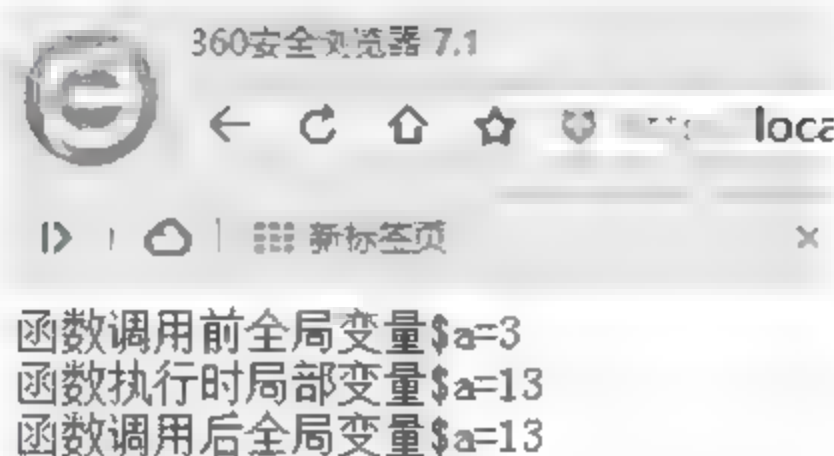 360安全浏览器 7.1
loca
新标签页
函数调用前全局变量$a=3
函数执行时局部变量$a=13
函数调用后全局变量$a=13